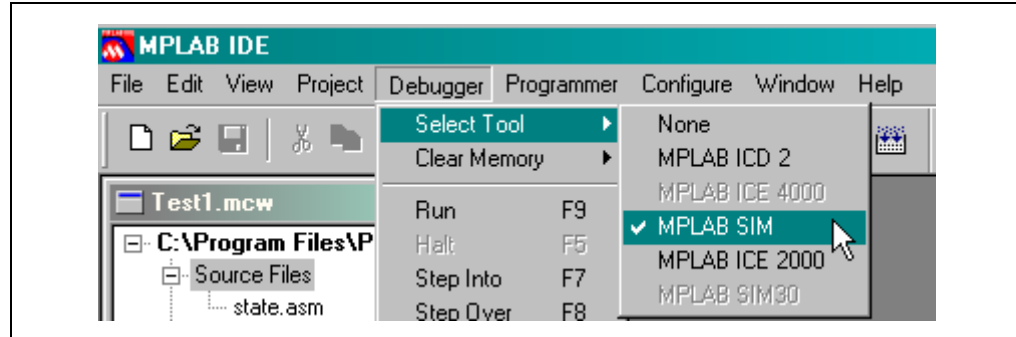 MPLAB IDE
File Edit View Project Debugger Programmer Configure Window Help
Select Tool
Clear Memory
Run F9
Halt F5
Step Into F7
Step Over F8
None
MPLAB ICD 2
MPLAB ICE 4000
MPLAB SIM
MPLAB ICE 2000
MPLAB SIM30
Test1.mcw
C:\Program Files\P
Source Files
state.asm